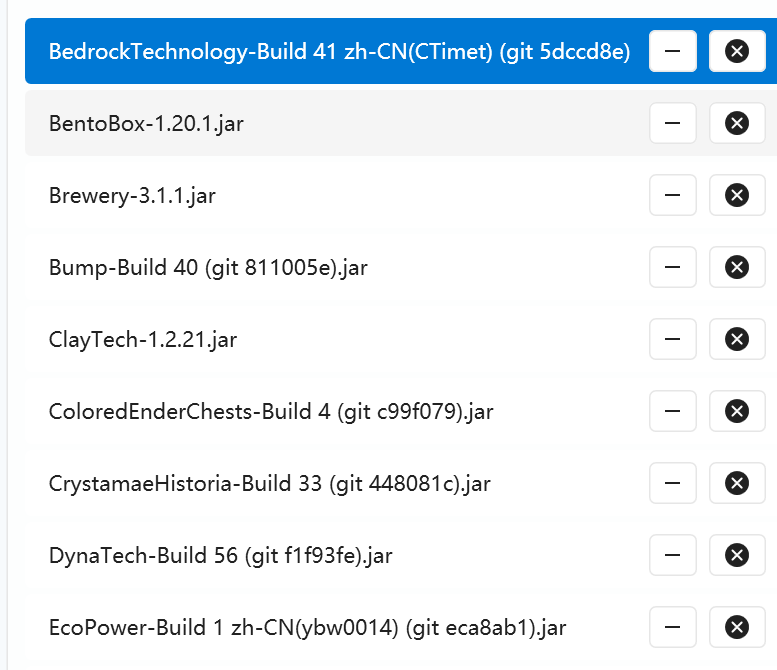 BedrockTechnology-Build 41 zh-CN(CTimet) (git 5dccd8e)
BentoBox-1.20.1.jar
Brewery-3.1.1.jar
Bump-Build 40 (git 811005e).jar
ClayTech-1.2.21.jar
ColoredEnderChests-Build 4 (git c99f079).jar
CrystamaeHistoria-Build 33 (git 448081c).jar
DynaTech-Build 56 (git f1f93fe).jar
EcoPower-Build 1 zh-CN(ybw0014) (git eca8ab1).jar